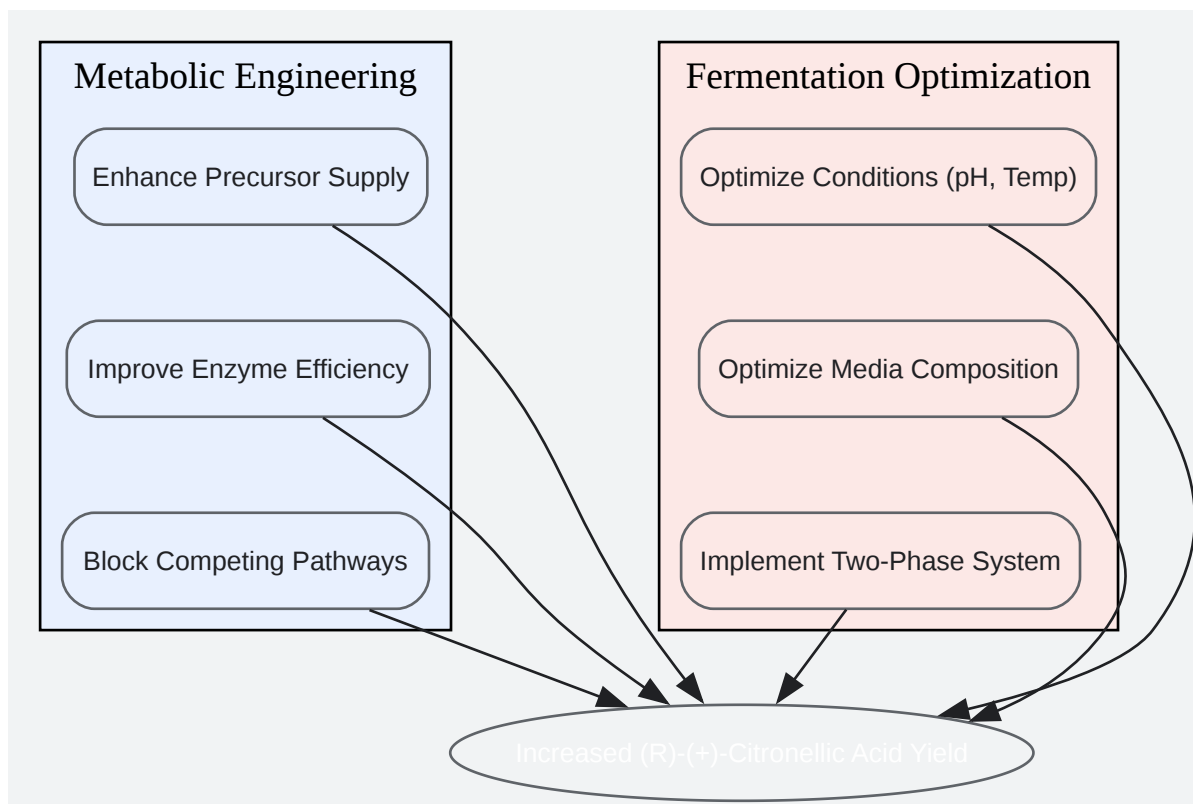 Metabolic Engineering
Enhance Precursor Supply
Improve Enzyme Efficiency
Block Competing Pathways
Fermentation Optimization
Optimize Conditions (pH, Temp)
Optimize Media Composition
Implement Two-Phase System
Increased (R)-(+)-Citronellic Acid Yield